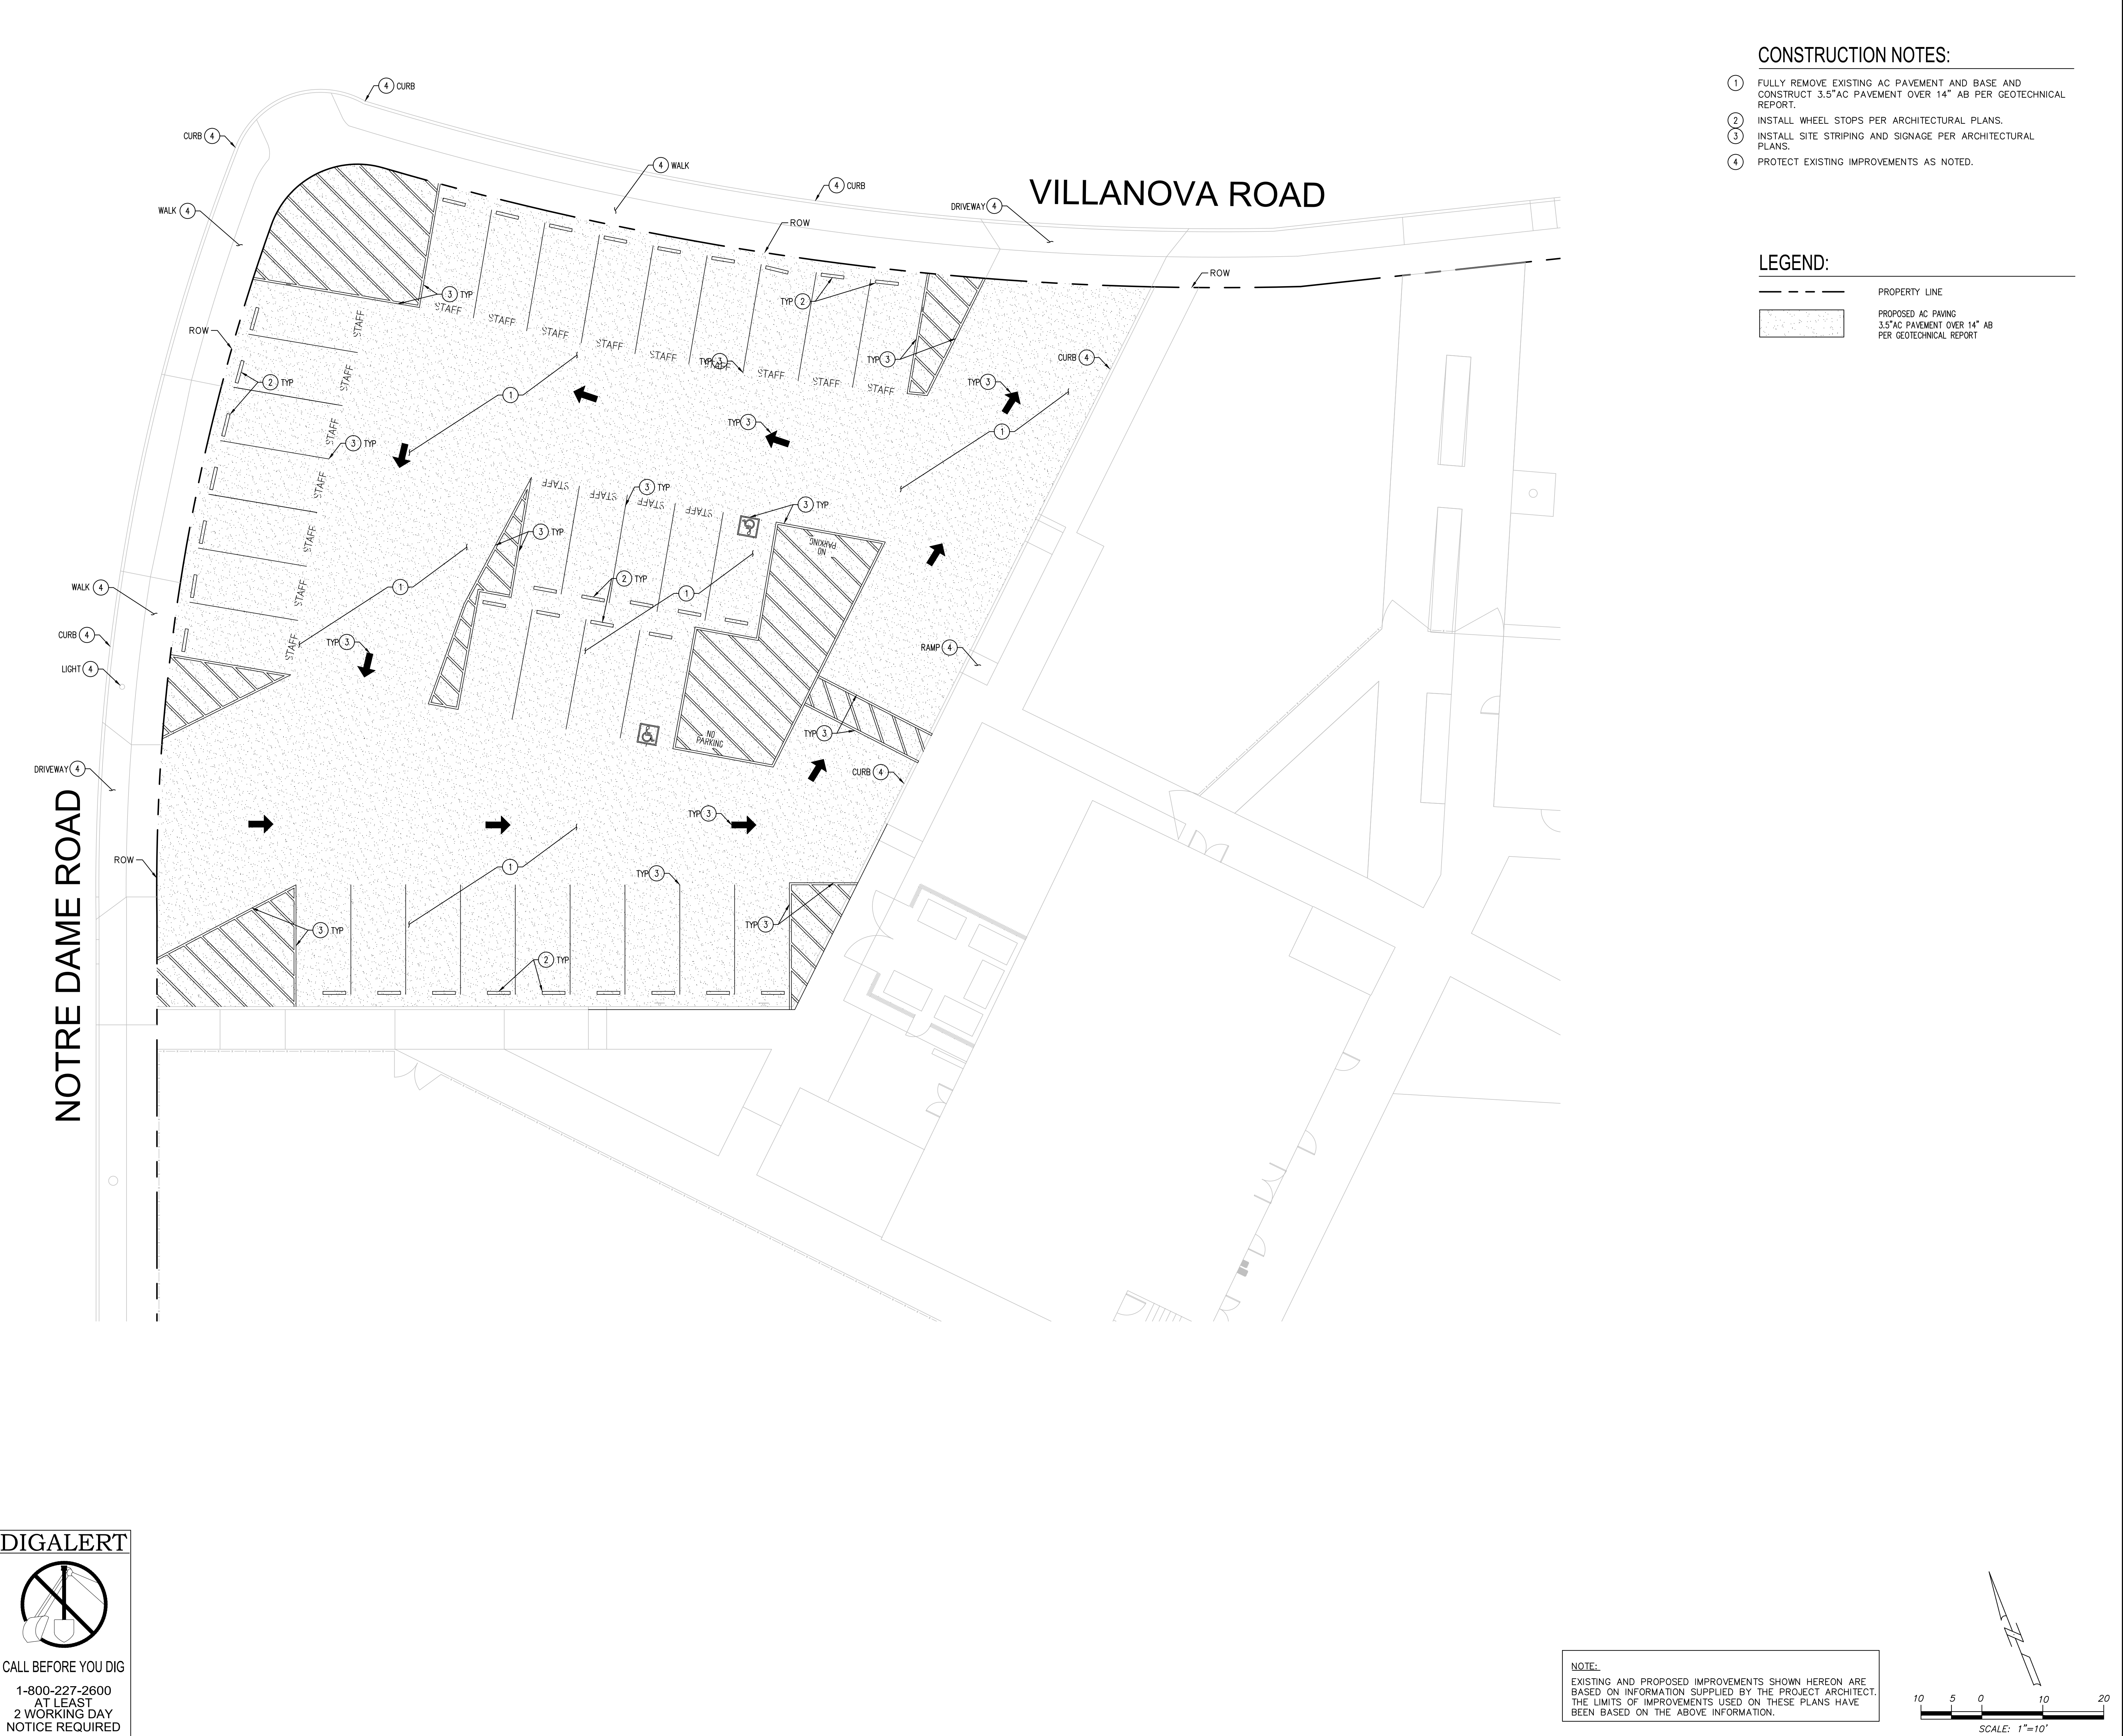 CONSTRUCTION NOTES:
1 FULLY REMOVE EXISTING AC PAVEMENT AND BASE AND
CONSTRUCT 3.5"AC PAVEMENT OVER 14" AB PER GEOTECHNICAL
REPORT.
2 INSTALL WHEEL STOPS PER ARCHITECTURAL PLANS.
3 INSTALL SITE STRIPING AND SIGNAGE PER ARCHITECTURAL
PLANS.
4 PROTECT EXISTING IMPROVEMENTS AS NOTED.
LEGEND:
PROPERTY LINE
PROPOSED AC PAVING
3.5"AC PAVEMENT OVER 14" AB
PER GEOTECHNICAL REPORT
VILLANOVA ROAD
NOTRE DAME ROAD
4 CURB
CURB 4
4 WALK
4 CURB
DRIVEWAY 4
WALK 4
ROW
ROW
3 TYP
TYP 2
STAFF
STAFF
STAFF
STAFF
STAFF
STAFF
STAFF
STAFF
STAFF
ROW
TYP 3
TYP 3
CURB 4
2 TYP
TYP 3
1
1
TYP 3
3 TYP
STAFF
STAFF
STAFF
STAFF
STAFF
STAFF
STAFF
STAFF
STAFF
STAFF
STAFF
3 TYP
3 TYP
3 TYP
NO
PARKING
2 TYP
1
1
WALK 4
CURB 4
LIGHT 4
TYP 3
RAMP 4
NO
PARKING
TYP 3
DRIVEWAY 4
CURB 4
TYP 3
ROW
1
TYP 3
3 TYP
TYP 3
2 TYP
DIGALERT
CALL BEFORE YOU DIG
1-800-227-2600
AT LEAST
2 WORKING DAY
NOTICE REQUIRED
NOTE:
EXISTING AND PROPOSED IMPROVEMENTS SHOWN HEREON ARE
BASED ON INFORMATION SUPPLIED BY THE PROJECT ARCHITECT.
THE LIMITS OF IMPROVEMENTS USED ON THESE PLANS HAVE
BEEN BASED ON THE ABOVE INFORMATION.
N
10 5 0 10 20
SCALE: 1"=10'